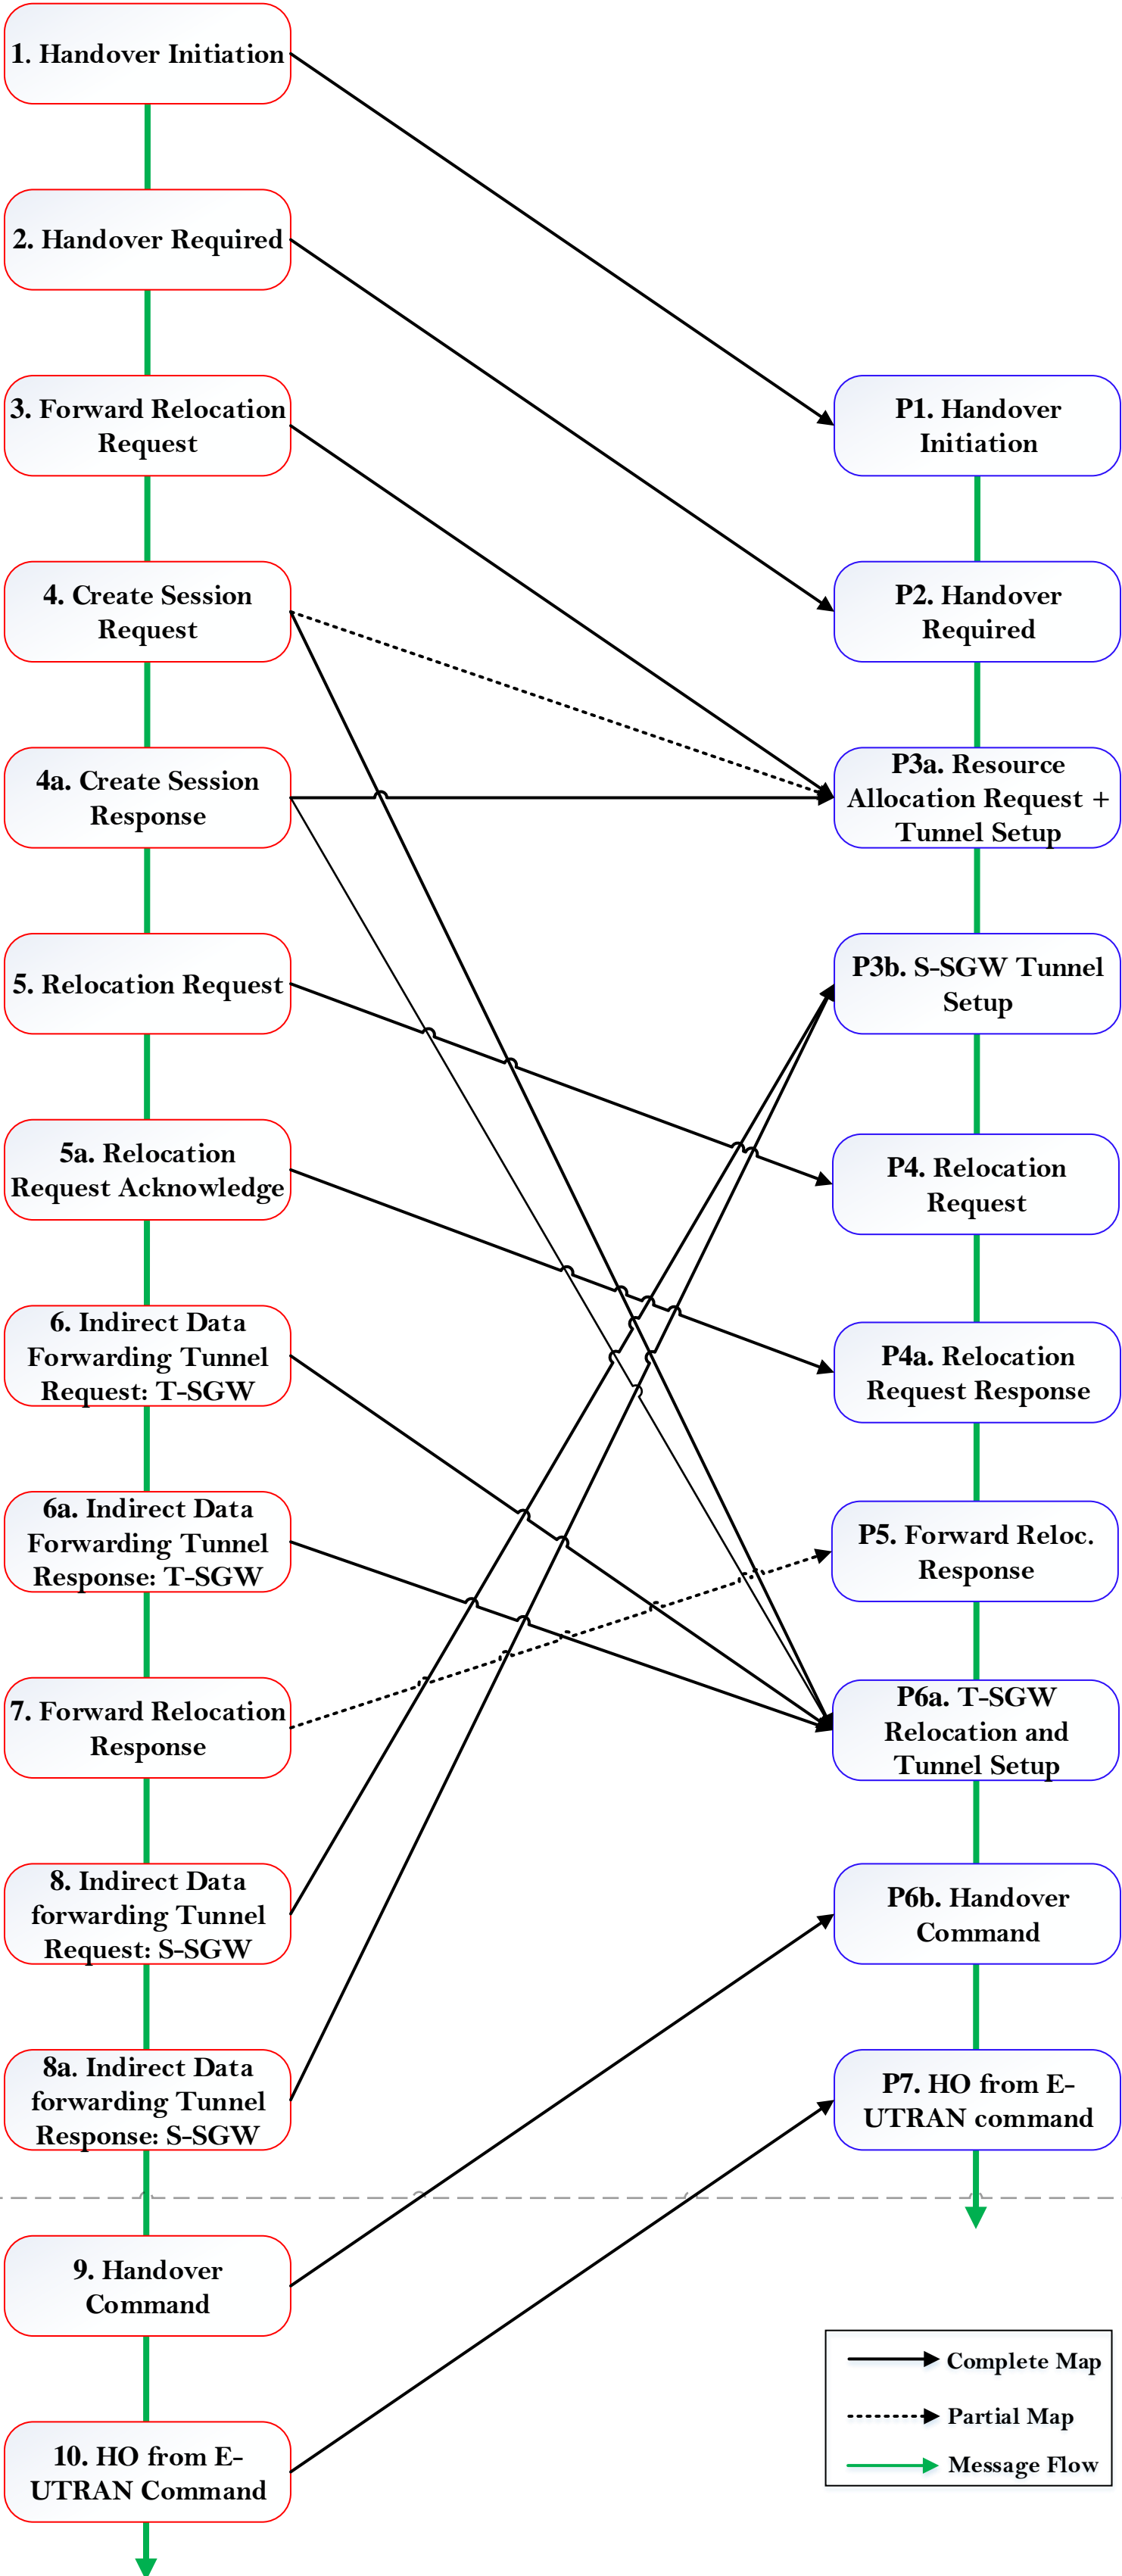 1. Handover Initiation
2. Handover Required
3. Forward Relocation
Request
4. Create Session
Request
4a. Create Session
Response
5. Relocation Request
5a. Relocation
Request Acknowledge
6. Indirect Data
Forwarding Tunnel
Request: T-SGW
6a. Indirect Data
Forwarding Tunnel
Response: T-SGW
7. Forward Relocation
Response
8. Indirect Data
forwarding Tunnel
Request: S-SGW
8a. Indirect Data
forwarding Tunnel
Response: S-SGW
9. Handover
Command
10. HO from E-
UTRAN Command
P1. Handover
Initiation
P2. Handover
Required
P3a. Resource
Allocation Request +
Tunnel Setup
P3b. S-SGW Tunnel
Setup
P4. Relocation
Request
P4a. Relocation
Request Response
P5. Forward Reloc.
Response
P6a. T-SGW
Relocation and
Tunnel Setup
P6b. Handover
Command
P7. HO from E-
UTRAN command
Complete Map
Partial Map
Message Flow